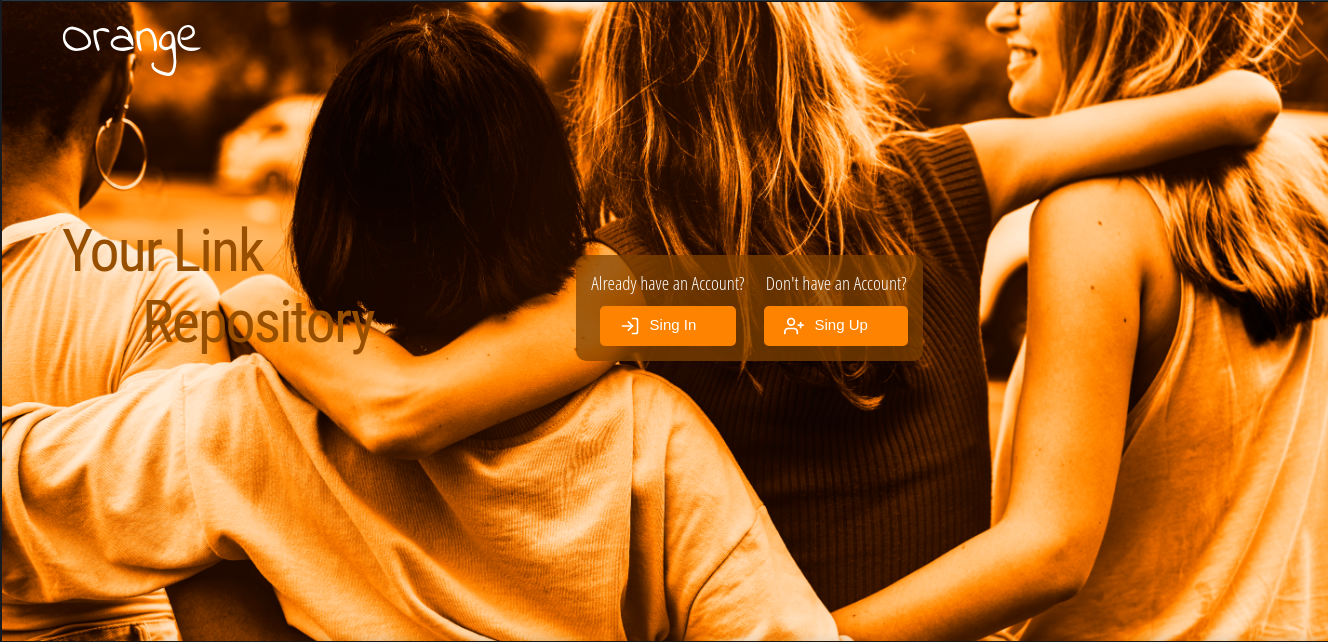 orange
Your Link
Repository
Already have an Account?
Don't have an Account?
Sing In
Sing Up